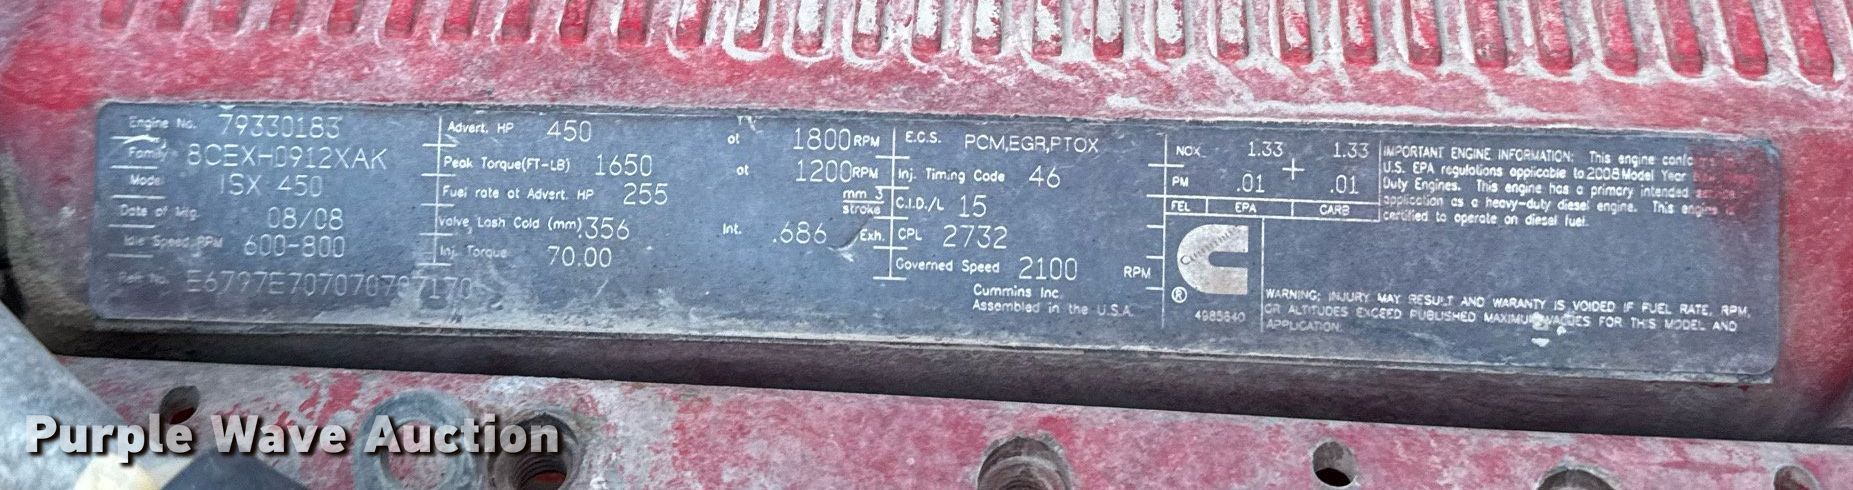 Engine No. 79330183
Family 8CEXH0912XAK
Model ISX 450
Date of Mfg. 08/08
Idle Speed RPM 600-800
Ref. No. E6797E7070707
Advert. HP 450 at 1800 RPM
Peak Torque(FT-LB) 1650 at 1200 RPM
Fuel rate at Advert. HP 255 mm 3
stroke
Valve Lash Cold (mm) .356 Int. .686 Exh.
Inj. Torque 70.00
E.C.S. PCM,EGR,PTOX
Inj. Timing Code 46
C.I.D./L 15
CPL 2732
Governed Speed 2100 RPM
Cummins Inc.
Assembled in the U.S.A.
NOX 1.33 + 1.33
PM .01 .01
FEL EPA CARB
Cummins
®
4985640
IMPORTANT ENGINE INFORMATION: This engine
U.S. EPA regulations applicable to 2008 Model Year
Duty Engines. This engine has a primary intended service
application as a heavy-duty diesel engine. This engine is
certified to operate on diesel fuel.
WARNING: INJURY MAY RESULT AND WARANTY IS VOIDED IF FUEL RATE, RPM,
OR ALTITUDES EXCEED PUBLISHED MAXIMUM VALUES FOR THIS MODEL AND
APPLICATION.
Purple Wave Auction